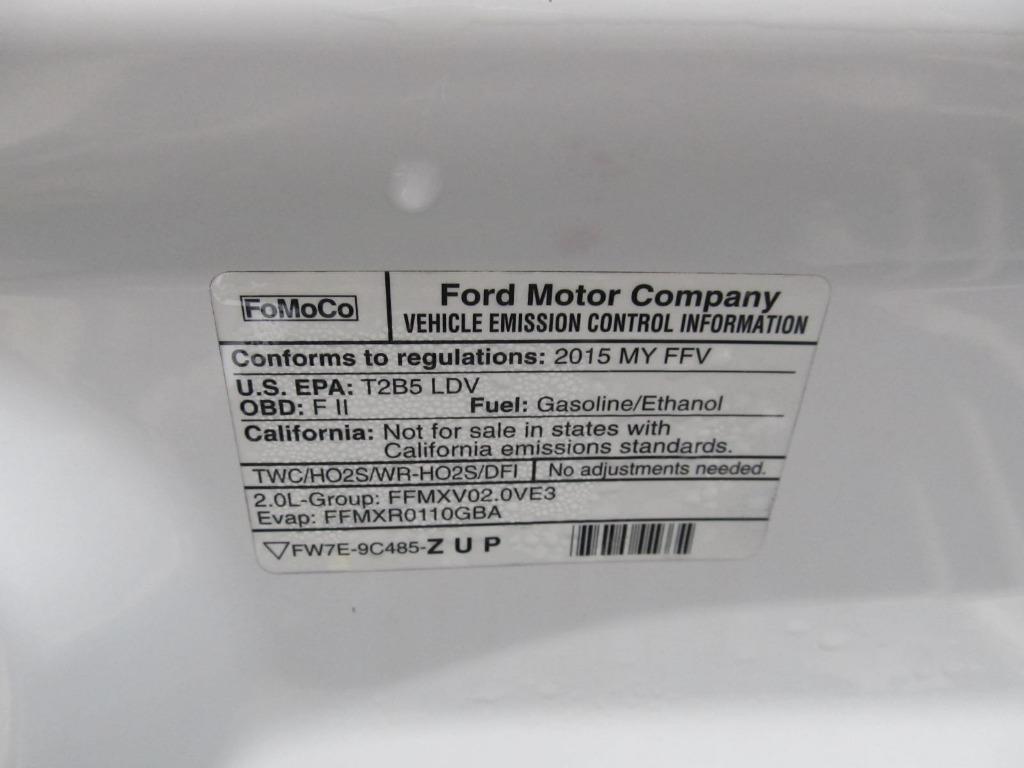 FoMoCo
Ford Motor Company
VEHICLE EMISSION CONTROL INFORMATION
Conforms to regulations: 2015 MY FFV
U.S. EPA: T2B5 LDV
OBD: F II Fuel: Gasoline/Ethanol
California: Not for sale in states with
California emissions standards.
TWC/HO2S/WR-HO2S/DFI No adjustments needed.
2.0L-Group: FFMXV02.0VE3
Evap: FFMXR0110GBA
FW7E-9C485-Z U P